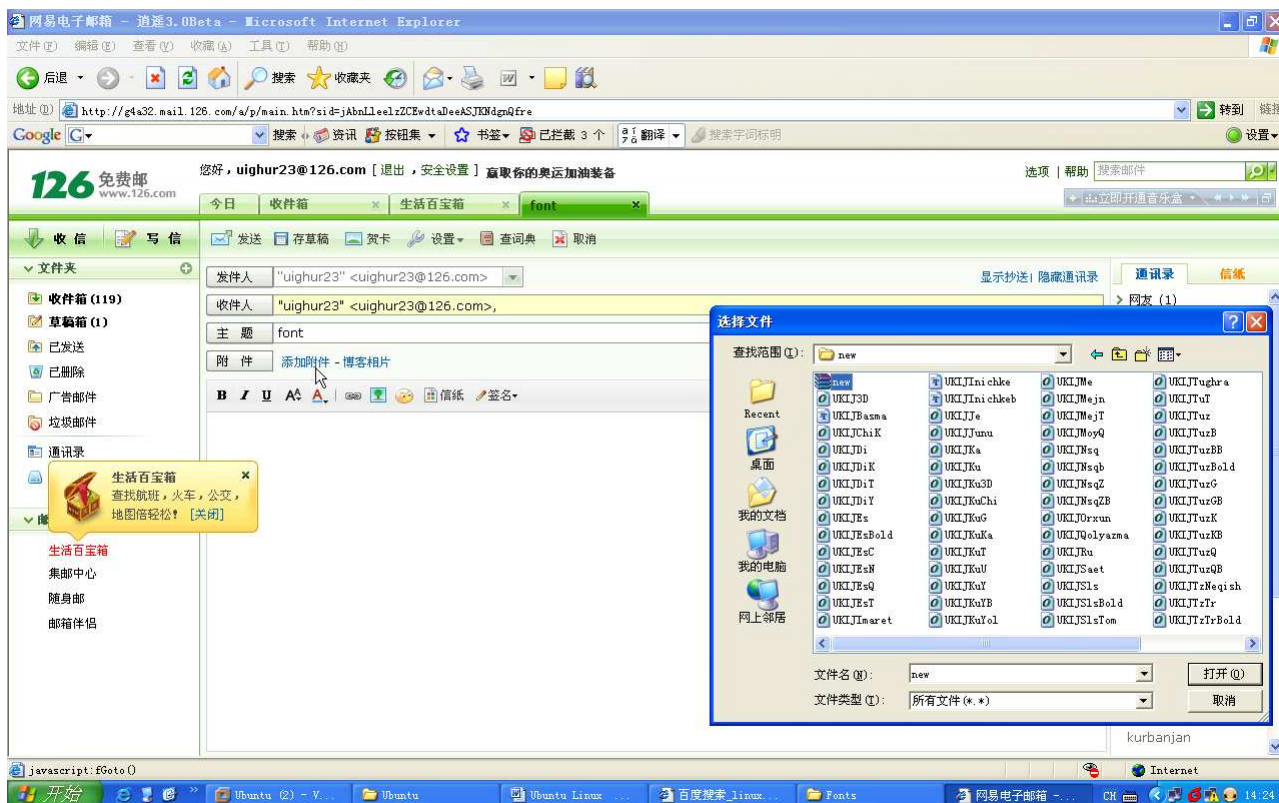 网易电子邮箱 - 逍遥3.0Beta - Microsoft Internet Explorer
文件(F) 编辑(E) 查看(V) 收藏(A) 工具(T) 帮助(H)
后退 搜索 收藏夹
地址(D) http://g4a32.mail.126.com/a/p/main.htm?sid=jAbnLleelrZCEwdtaDeeASJKNdgmQfre 转到 链接
Google 搜索 资讯 按钮集 书签 已拦截 3 个 翻译 搜索字词标明 设置
126 免费邮
www.126.com
您好，uighur23@126.com [ 退出 ，安全设置 ] 赢取你的奥运加油装备
选项 | 帮助 搜索邮件
今日 收件箱 × 生活百宝箱 × font × 立即开通音乐盒
收信 写信 发送 存草稿 贺卡 设置 查词典 取消
文件夹
收件箱(119)
草稿箱(1)
已发送
已删除
广告邮件
垃圾邮件
通讯录
生活百宝箱 ×
查找航班，火车，公交，
地图倍轻松！ [关闭]
生活百宝箱
集邮中心
随身邮
邮箱伴侣
发件人 "uighur23" <uighur23@126.com> 显示抄送| 隐藏通讯录
收件人 "uighur23" <uighur23@126.com>,
主 题 font
附 件 添加附件 - 博客相片
B I U A A 信纸 签名
通讯录 信纸
网友 (1)
选择文件
查找范围(I): new
Recent
桌面
我的文档
我的电脑
网上邻居
new UKIJInichke UKIJMe UKIJTughra
UKIJ3D UKIJInichkeb UKIJMejn UKIJTuT
UKIJBasma UKIJJe UKIJMejT UKIJTuz
UKIJChiK UKIJJunu UKIJMoyQ UKIJTuzB
UKIJDi UKIJKa UKIJNsq UKIJTuzBB
UKIJDiK UKIJKu UKIJNsqb UKIJTuzBold
UKIJDiT UKIJKu3D UKIJNsqZ UKIJTuzG
UKIJDiY UKIJKuChi UKIJNsqZB UKIJTuzGB
UKIJEs UKIJKuG UKIJOrxun UKIJTuzK
UKIJEsBold UKIJKuKa UKIJQolyazma UKIJTuzKB
UKIJEsC UKIJKuT UKIJRu UKIJTuzQ
UKIJEsN UKIJKuU UKIJSaet UKIJTuzQB
UKIJEsQ UKIJKuY UKIJSls UKIJTzNeqish
UKIJEsT UKIJKuYB UKIJSlsBold UKIJTzTr
UKIJImaret UKIJKuYol UKIJSlsTom UKIJTzTrBold
文件名(N): new 打开(O)
文件类型(T): 所有文件(*.*) 取消
kurbanjan
javascript:fGoto() Internet
开始 Ubuntu (2) - V... Ubuntu Ubuntu Linux ... 百度搜索_linux... Fonts 网易电子邮箱 -... CH 14:24